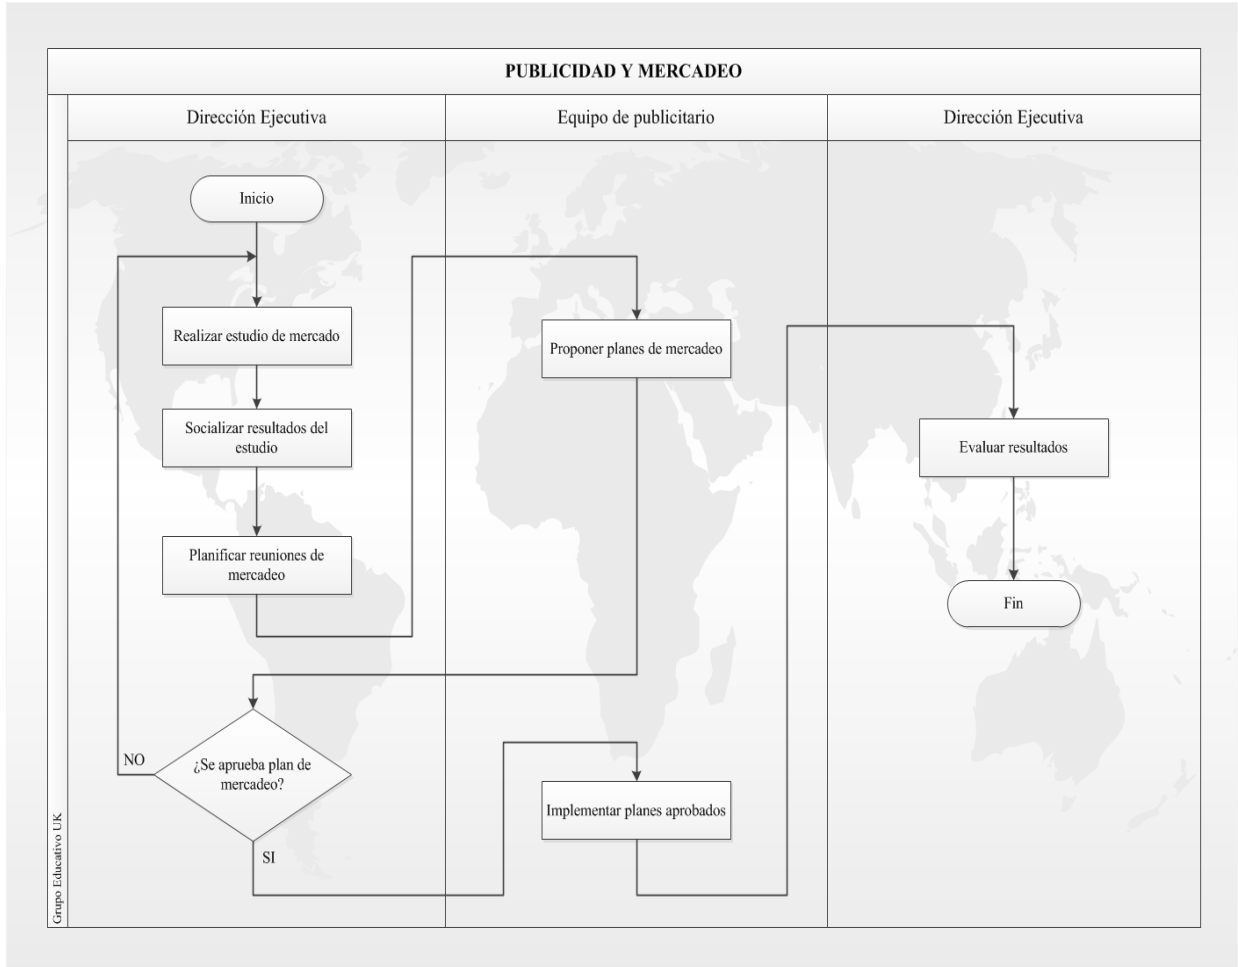 PUBLICIDAD Y MERCADEO
Dirección Ejecutiva
Equipo de publicitario
Dirección Ejecutiva
Inicio
Realizar estudio de mercado
Socializar resultados del
estudio
Planificar reuniones de
mercadeo
¿Se aprueba plan de
mercadeo?
NO
SI
Proponer planes de mercadeo
Implementar planes aprobados
Evaluar resultados
Fin
Grupo Educativo UK